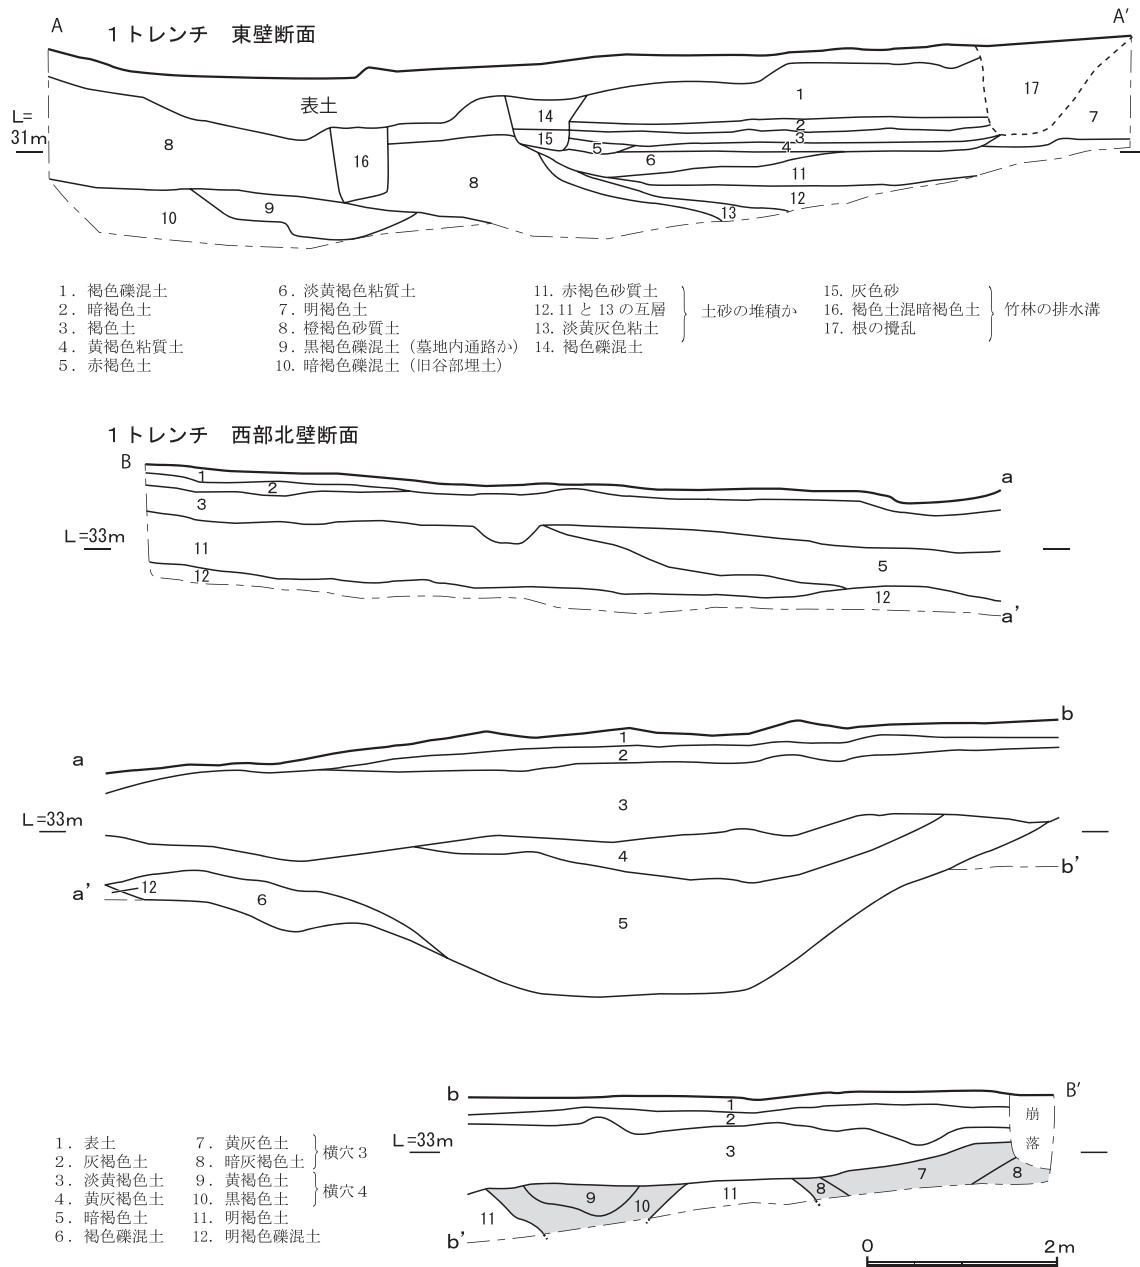 A
１トレンチ　東壁断面
A'
L=
31m
表土
14
15
16
17
1
2
3
4
5
6
7
8
8
9
10
11
12
13
1．褐色礫混土
2．暗褐色土
3．褐色土
4．黄褐色粘質土
5．赤褐色土
6．淡黄褐色粘質土
7．明褐色土
8．橙褐色砂質土
9．黒褐色礫混土（墓地内通路か）
10．暗褐色礫混土（旧谷部埋土）
11．赤褐色砂質土
12．11と13の互層
13．淡黄灰色粘土
土砂の堆積か
14．褐色礫混土
15．灰色砂
16．褐色土混暗褐色土
17．根の攪乱
竹林の排水溝
１トレンチ　西部北壁断面
B
a
1
2
3
L=33m
11
5
12
12
a'
b
a
1
2
3
L=33m
4
b'
a'
12
6
5
b
B'
1
崩
落
2
L=33m
3
7
8
8
9
10
11
11
b'
1．表土
2．灰褐色土
3．淡黄褐色土
4．黄灰褐色土
5．暗褐色土
6．褐色礫混土
7．黄灰色土
8．暗灰褐色土
横穴３
9．黄褐色土
10．黒褐色土
横穴４
11．明褐色土
12．明褐色礫混土
0
2m